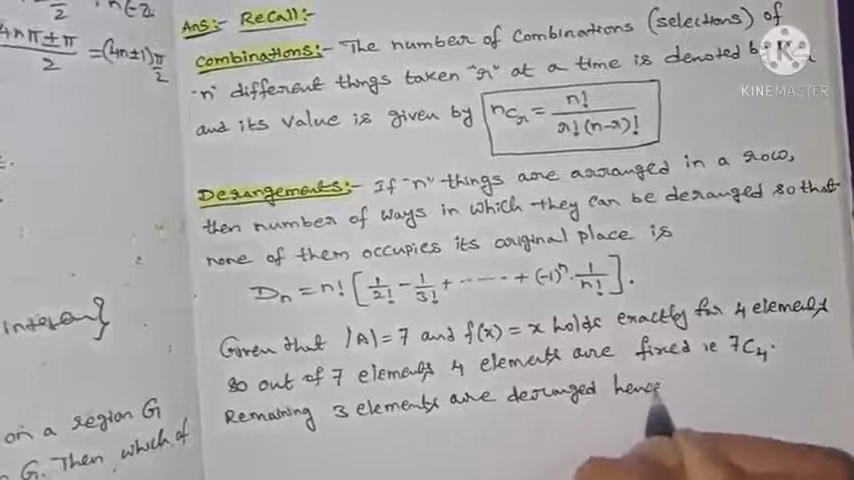 4nπ±π/2 = (4n±1)π/2
Ans:- Recall:-
Combinations:- The number of combinations (selections) of
"n" different things taken "r" at a time is denoted by
and its value is given by nCr = n!/r!(n-r)!
Derangements:- If "n" things are arranged in a row,
then number of ways in which they can be deranged so that
none of them occupies its original place is
Dn = n! [1/2! - 1/3! + ...... + (-1)^n . 1/n!].
Given that |A| = 7 and f(x) = x holds exactly for 4 elements
so out of 7 elements 4 elements are fixed ie 7C4.
Remaining 3 elements are deranged hence
on a region G
G. Then, which of
K
KINEMASTER